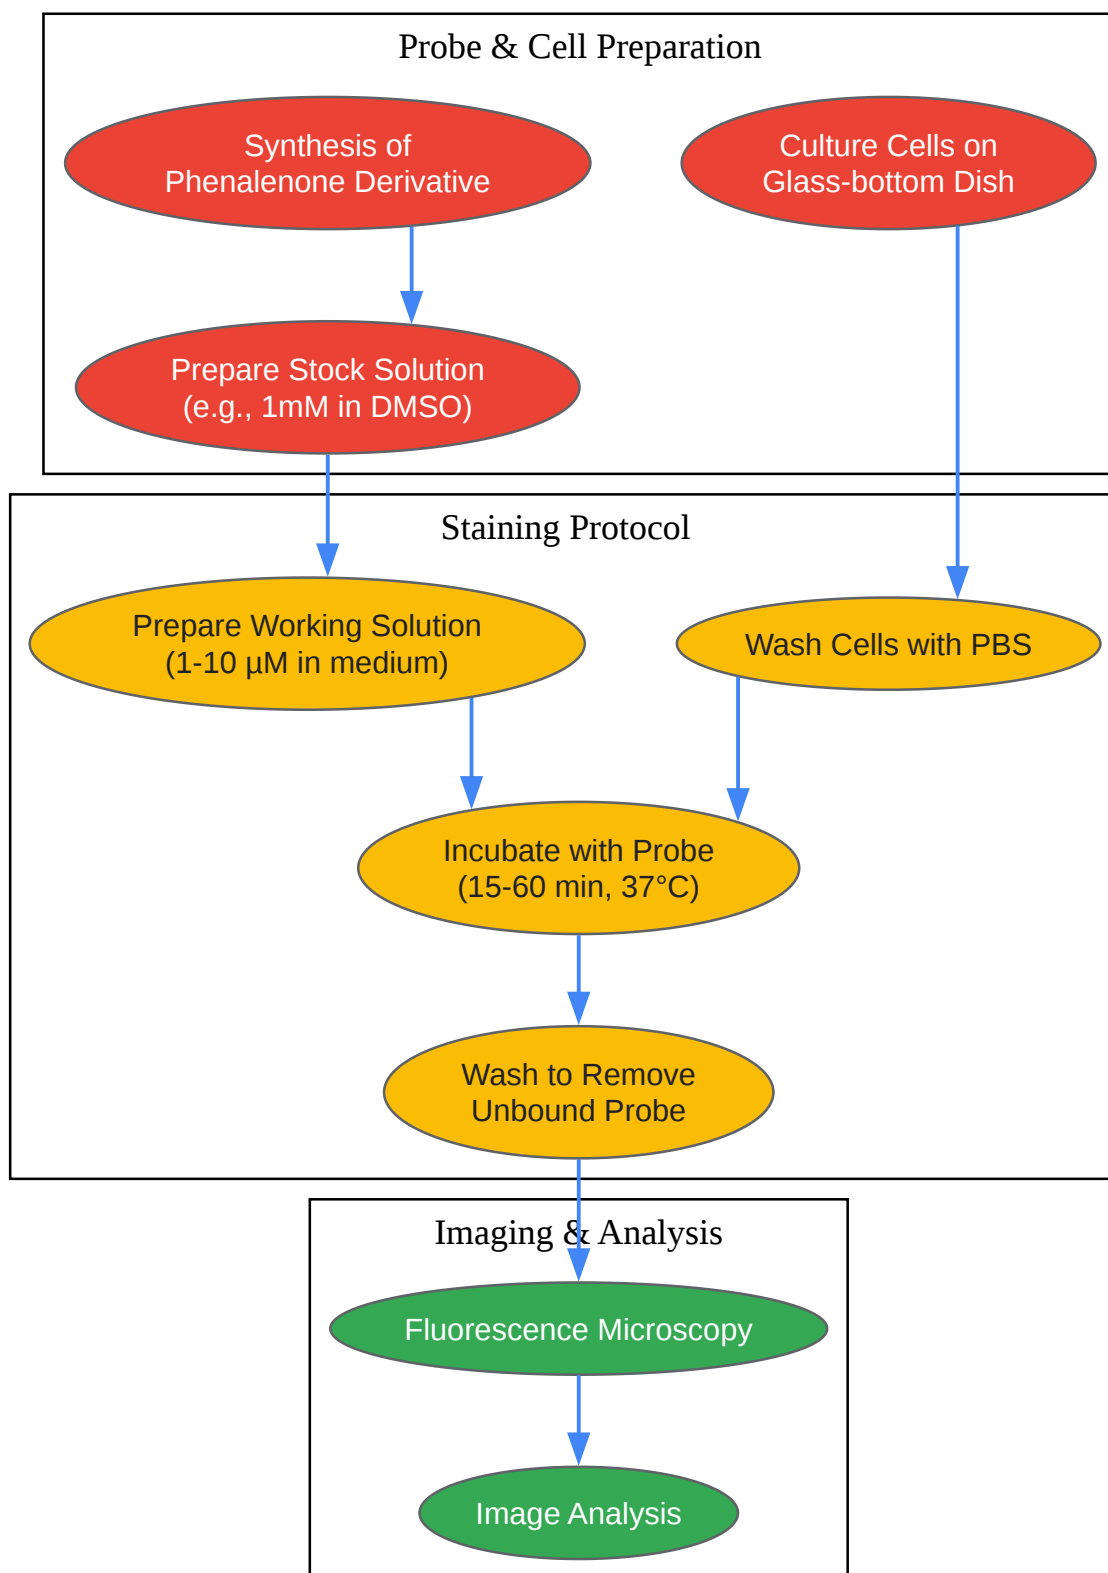 Probe & Cell Preparation
Synthesis of
Phenalenone Derivative
Culture Cells on
Glass-bottom Dish
Prepare Stock Solution
(e.g., 1mM in DMSO)
Staining Protocol
Prepare Working Solution
(1-10 µM in medium)
Wash Cells with PBS
Incubate with Probe
(15-60 min, 37°C)
Wash to Remove
Unbound Probe
Imaging & Analysis
Fluorescence Microscopy
Image Analysis